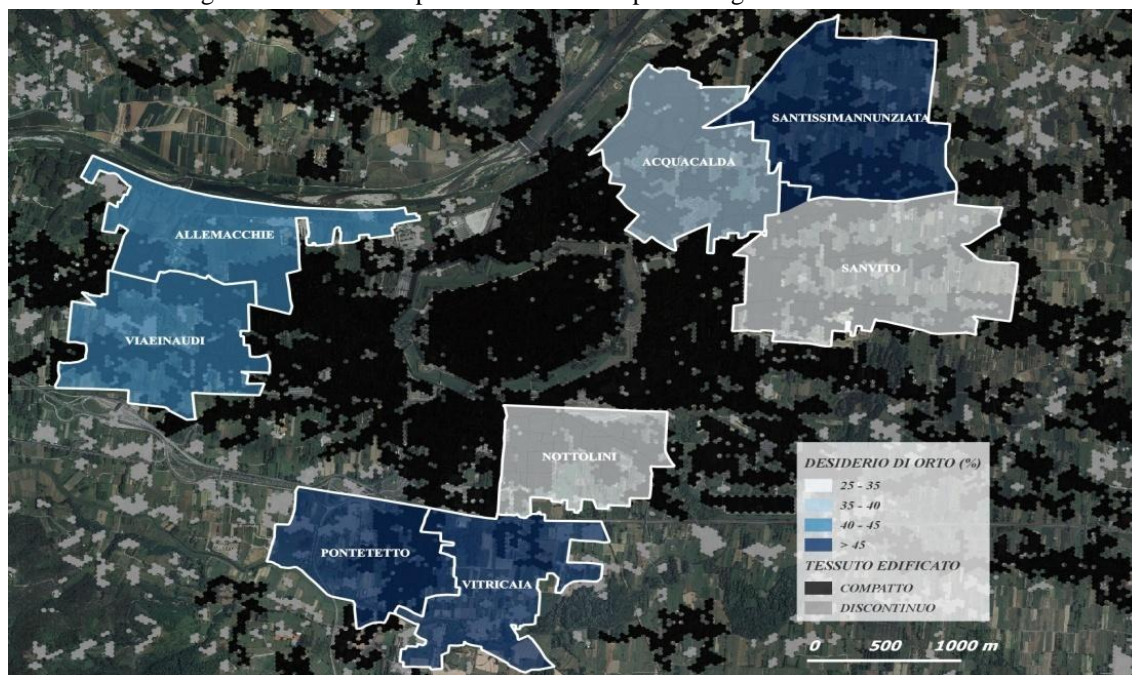 SANTISSIMANNUNZIATA
ACQUACALDA
ALLEMACCHIE
SANVITO
VIAEINAUDI
NOTTOLINI
PONTETETTO
VITRICAIA
DESIDERIO DI ORTO (%)
25 - 35
35 - 40
40 - 45
> 45
TESSUTO EDIFICATO
COMPATTO
DISCONTINUO
0 500 1000 m